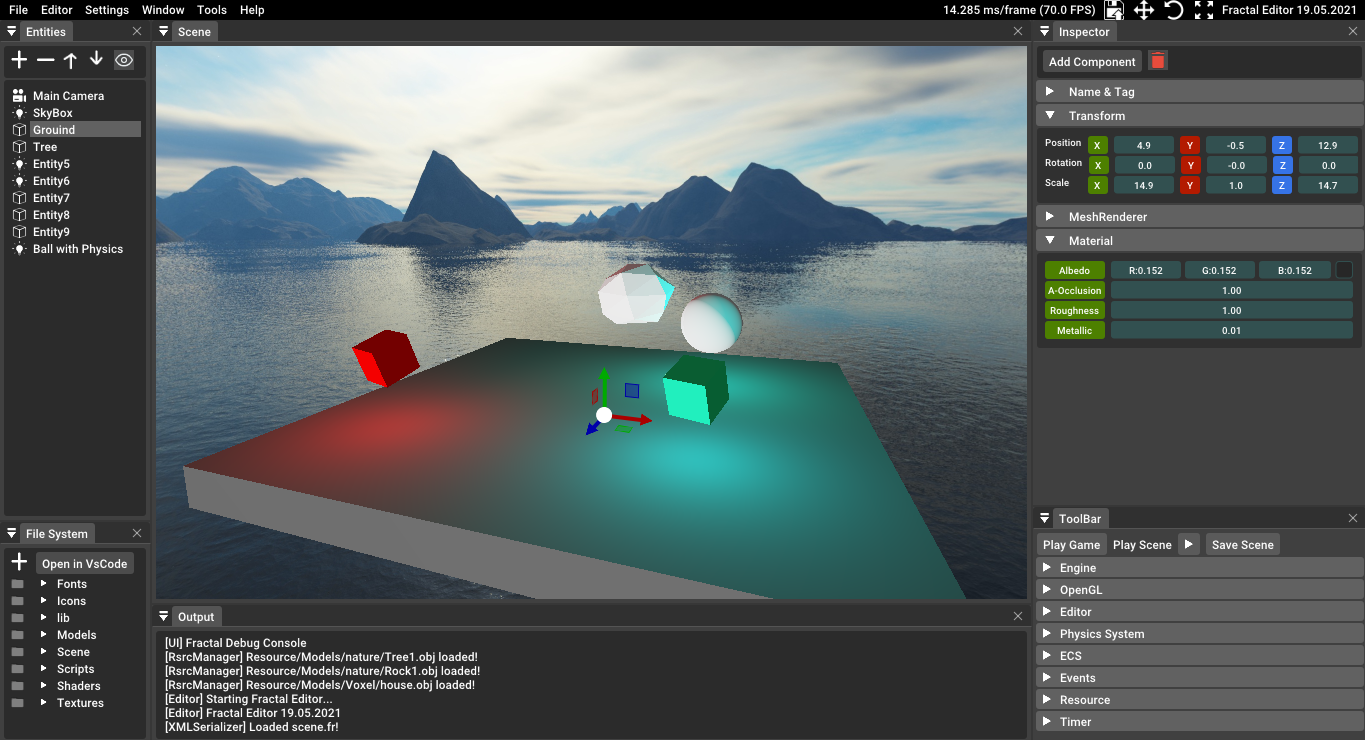 File Editor Settings Window Tools Help 14.285 ms/frame (70.0 FPS) Fractal Editor 19.05.2021
Entities
Main Camera
SkyBox
Ground
Tree
Entity5
Entity6
Entity7
Entity8
Entity9
Ball with Physics
File System
Open in VsCode
Fonts
Icons
lib
Models
Scene
Scripts
Shaders
Textures
Scene
Output
[UI] Fractal Debug Console
[RsrcManager] Resource/Models/nature/Tree1.obj loaded!
[RsrcManager] Resource/Models/nature/Rock1.obj loaded!
[RsrcManager] Resource/Models/Voxel/house.obj loaded!
[Editor] Starting Fractal Editor...
[Editor] Fractal Editor 19.05.2021
[XMLSerializer] Loaded scene.fr!
Inspector
Add Component
Name & Tag
Transform
Position X 4.9 Y -0.5 Z 12.9
Rotation X 0.0 Y -0.0 Z 0.0
Scale X 14.9 Y 1.0 Z 14.7
MeshRenderer
Material
Albedo R:0.152 G:0.152 B:0.152
A-Occlusion 1.00
Roughness 1.00
Metallic 0.01
ToolBar
Play Game Play Scene Save Scene
Engine
OpenGL
Editor
Physics System
ECS
Events
Resource
Timer